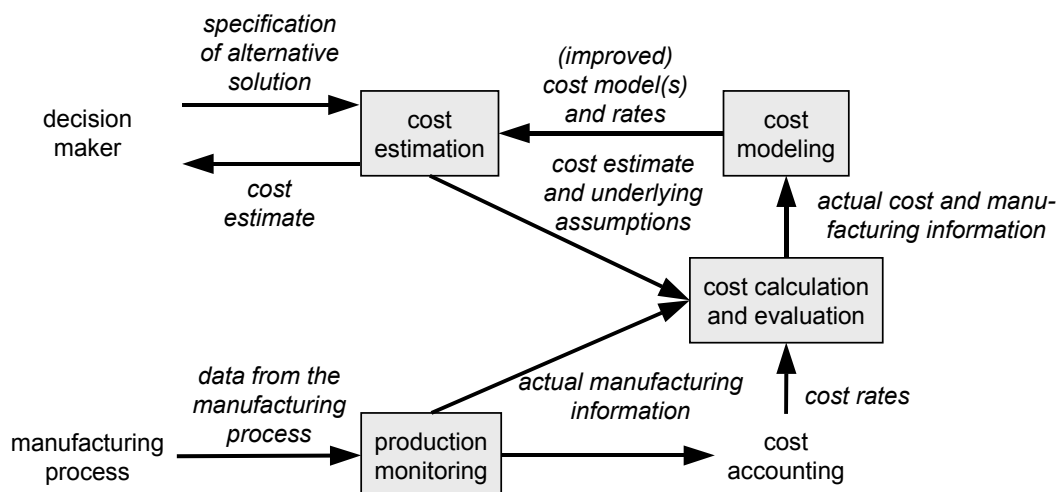 specification
of alternative
solution
(improved)
cost model(s)
and rates
decision
maker
cost
estimation
cost
modeling
cost
estimate
cost estimate
and underlying
assumptions
actual cost and manu-
facturing information
cost calculation
and evaluation
data from the
manufacturing
process
actual manufacturing
information
cost rates
manufacturing
process
production
monitoring
cost
accounting